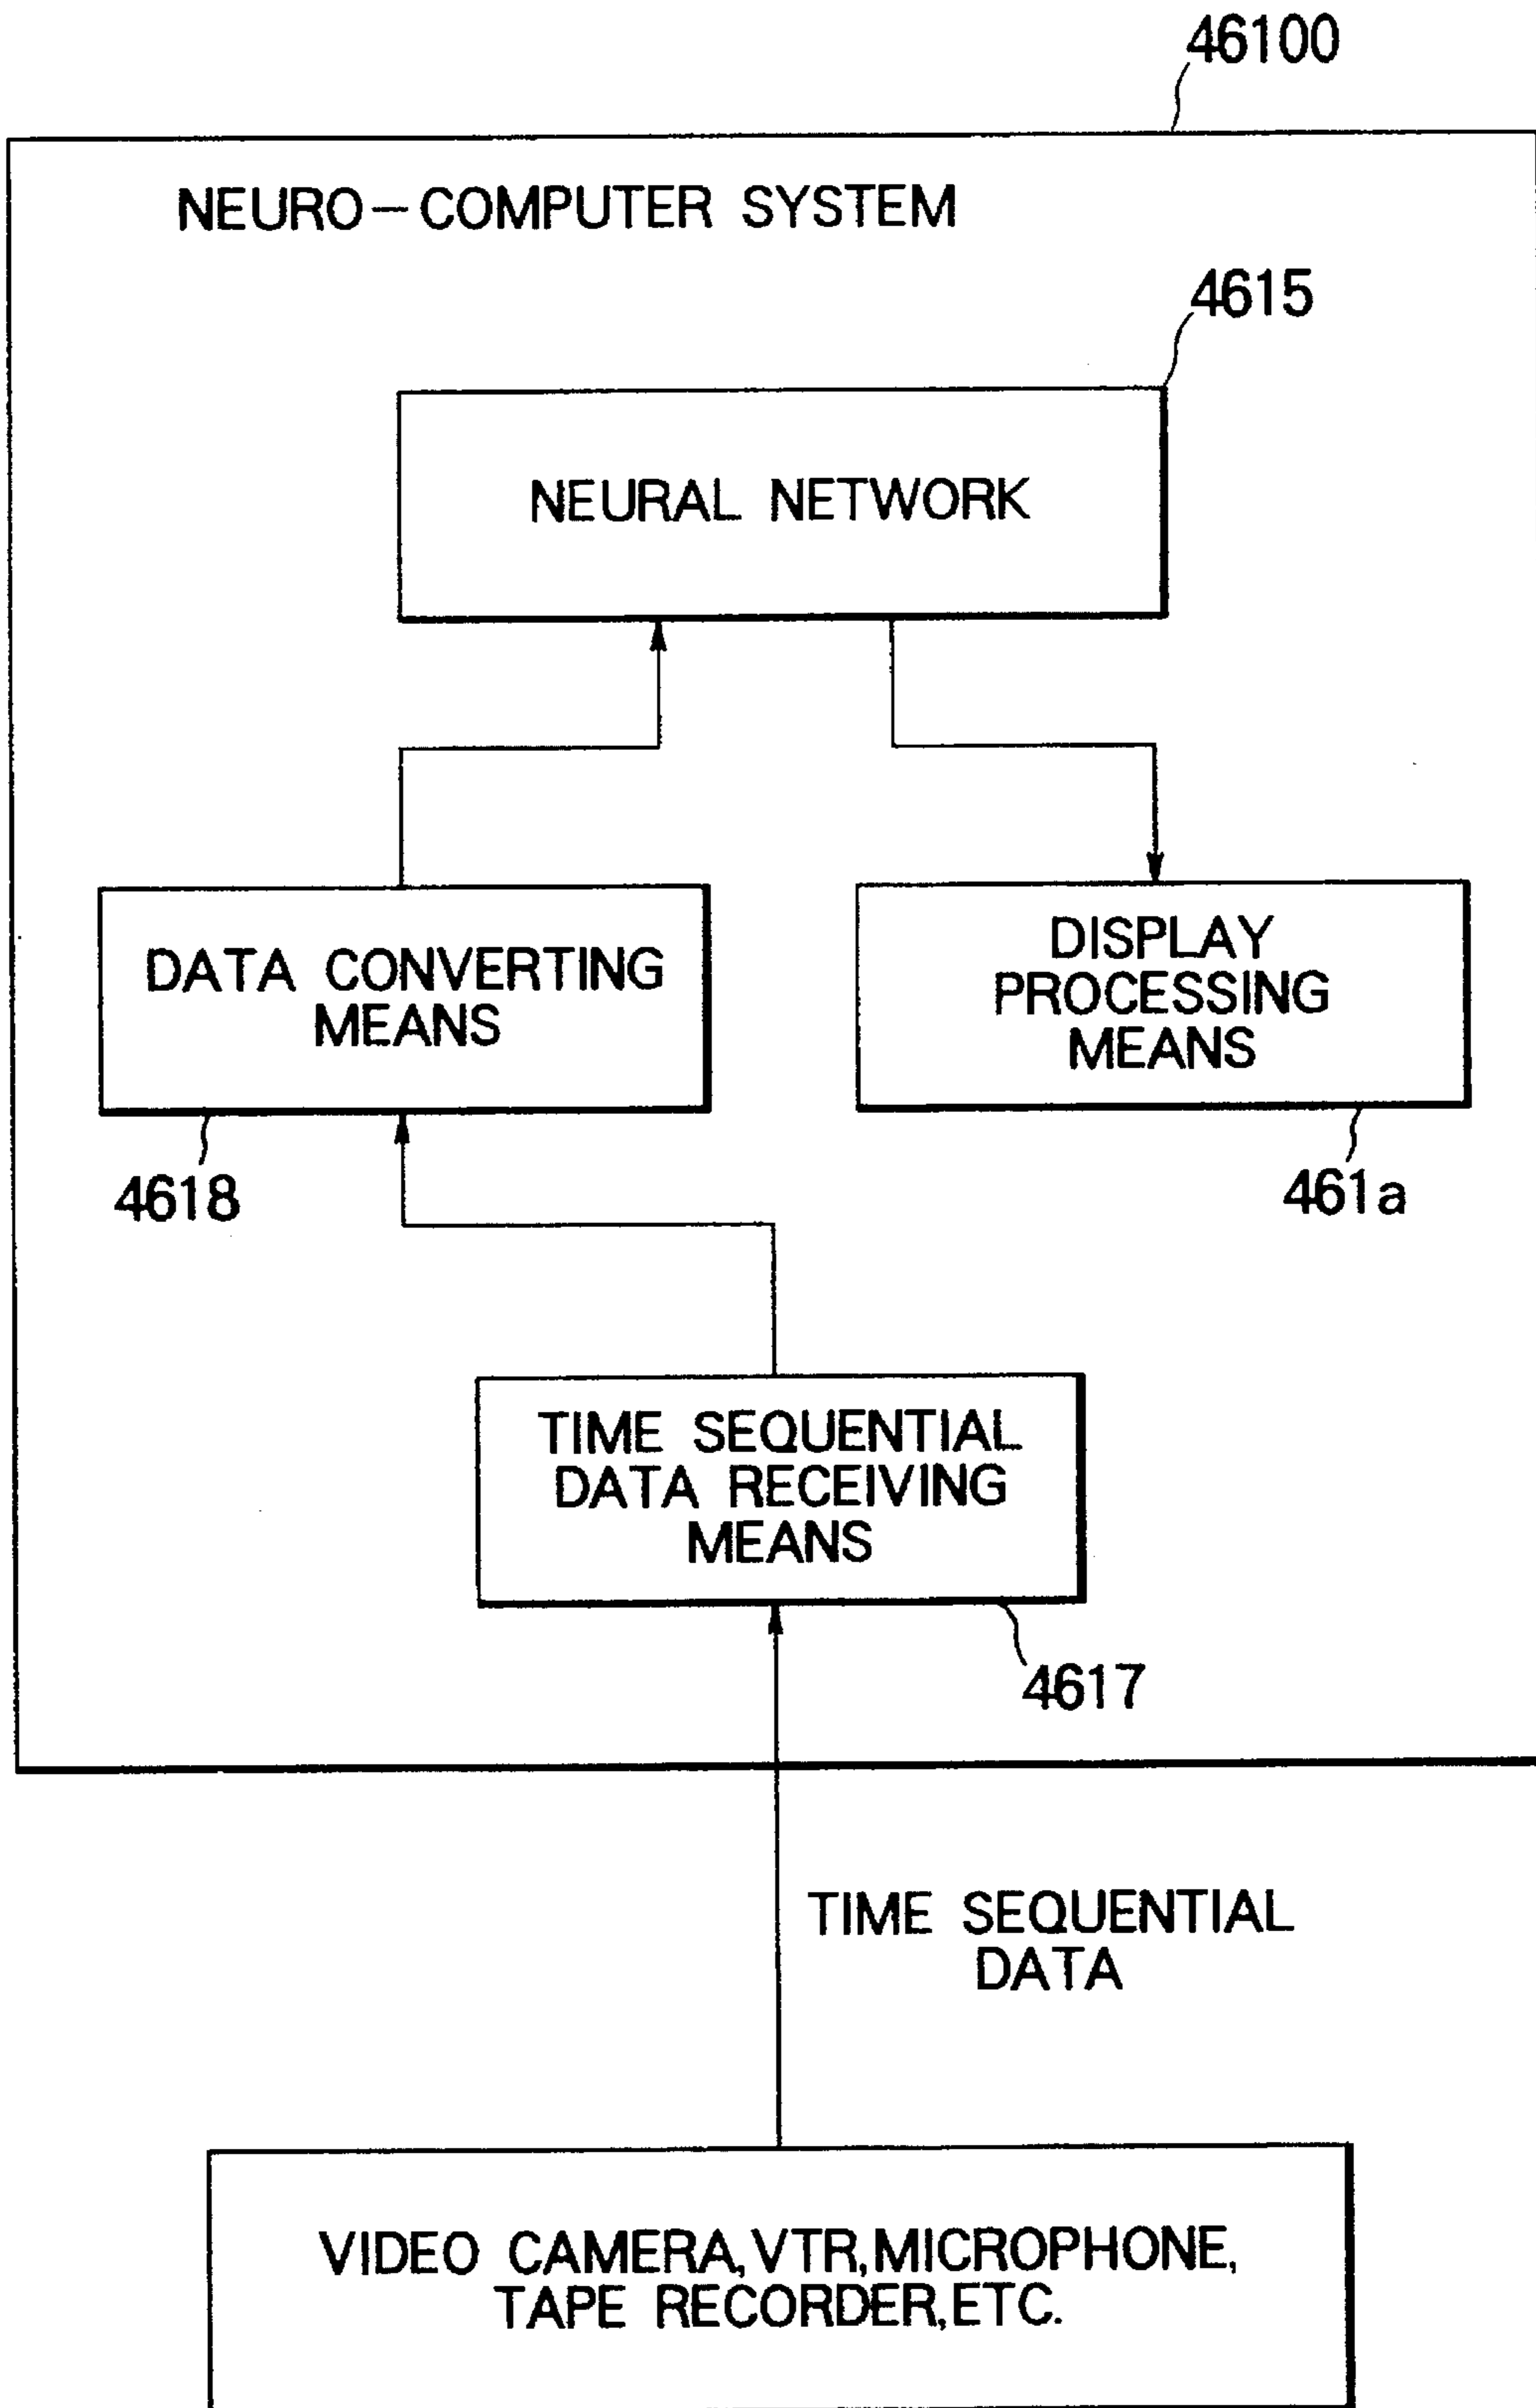 46100
NEURO-COMPUTER SYSTEM
4615
NEURAL NETWORK
DATA CONVERTING
MEANS
DISPLAY
PROCESSING
MEANS
4618
461a
TIME SEQUENTIAL
DATA RECEIVING
MEANS
4617
TIME SEQUENTIAL
DATA
VIDEO CAMERA, VTR, MICROPHONE,
TAPE RECORDER, ETC.